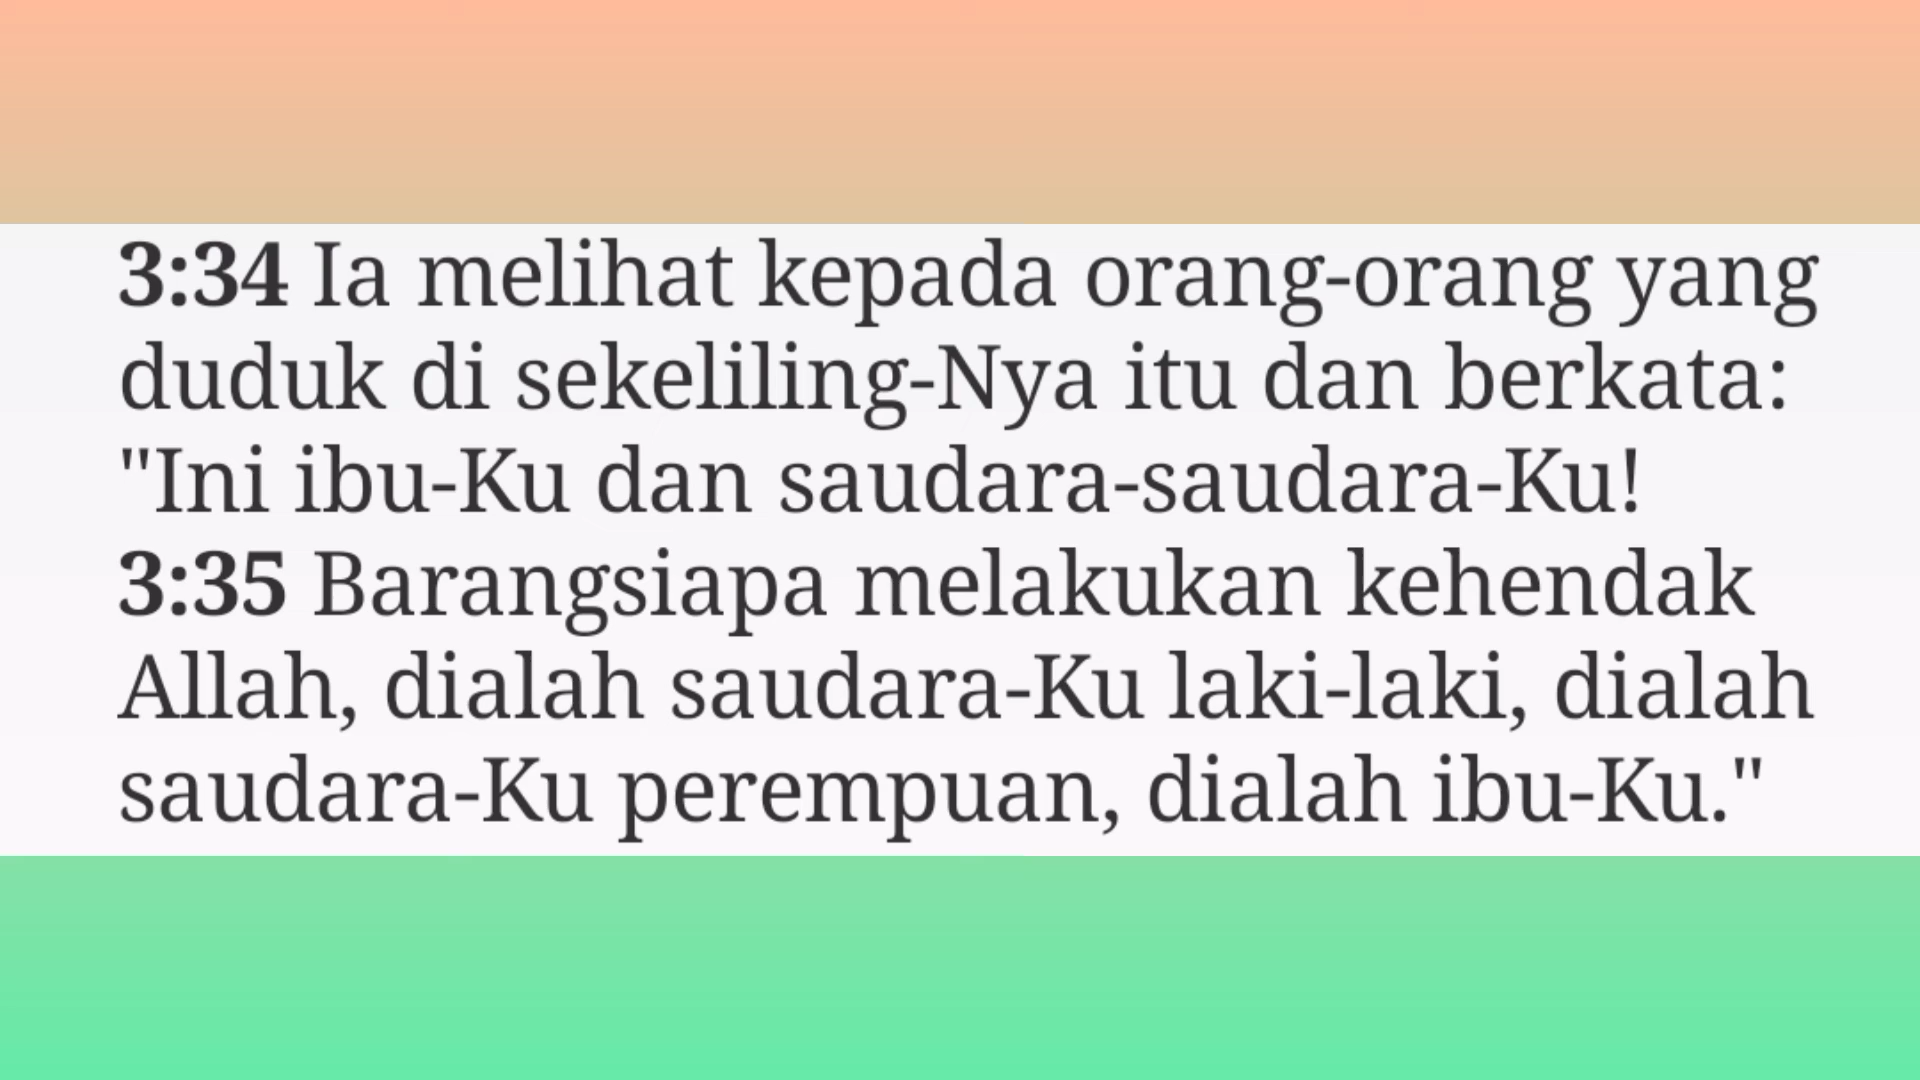 3:34 Ia melihat kepada orang-orang yang
duduk di sekeliling-Nya itu dan berkata:
"Ini ibu-Ku dan saudara-saudara-Ku!
3:35 Barangsiapa melakukan kehendak
Allah, dialah saudara-Ku laki-laki, dialah
saudara-Ku perempuan, dialah ibu-Ku."